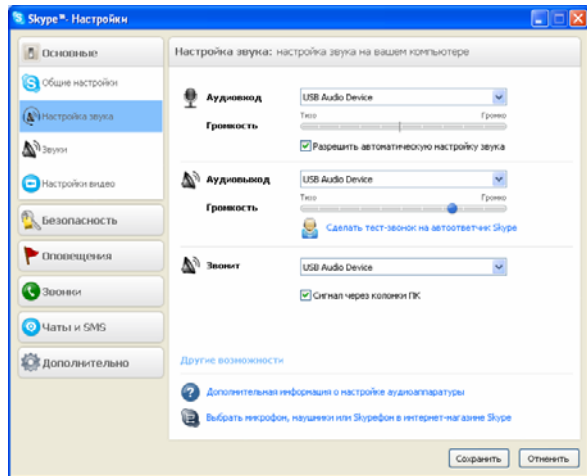 Skype™- Настройки
Основные
Общие настройки
Настройка звука
Звуки
Настройки видео
Безопасность
Оповещения
Звонки
Чаты и SMS
Дополнительно
Настройка звука: настройка звука на вашем компьютере
Аудиовход
USB Audio Device
Громкость
Тихо
Громко
Разрешить автоматическую настройку звука
Аудиовыход
USB Audio Device
Громкость
Тихо
Громко
Сделать тест-звонок на автоответчик Skype
Звонит
USB Audio Device
Сигнал через колонки ПК
Другие возможности
Дополнительная информация о настройке аудиоаппаратуры
Выбрать микрофон, наушники или Skypeфон в интернет-магазине Skype
Сохранить
Отменить